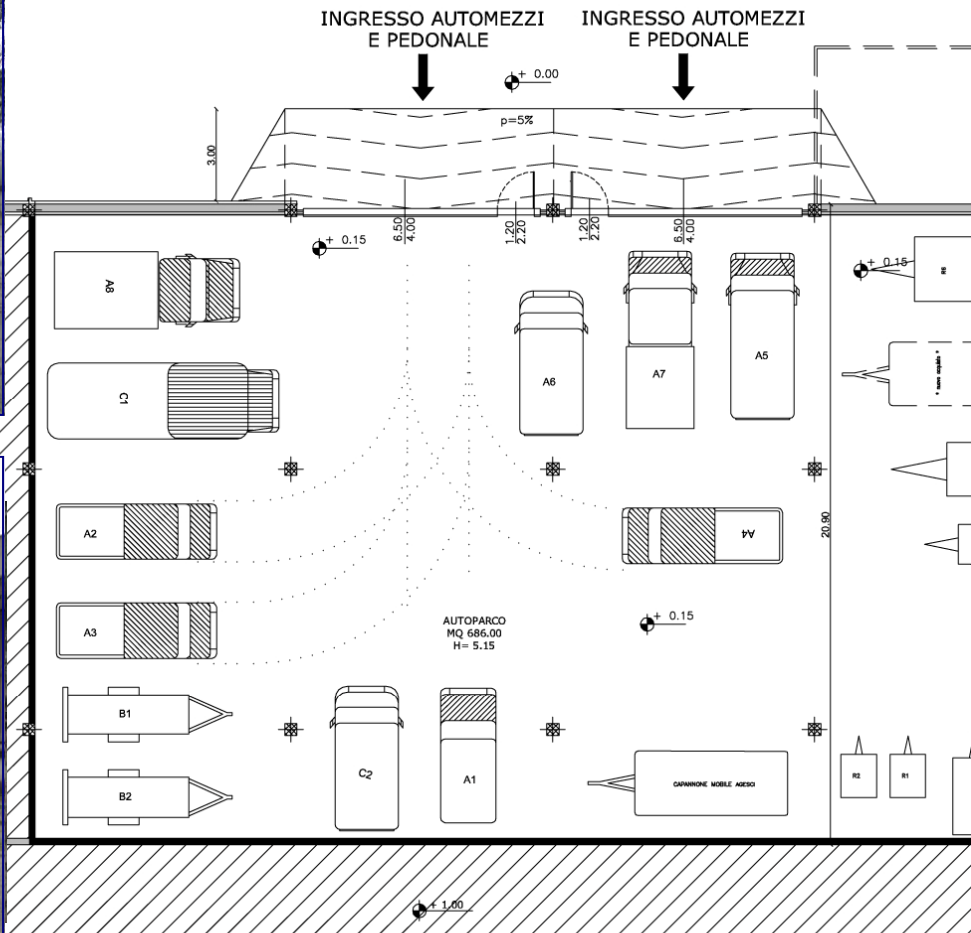 INGRESSO AUTOMEZZI
E PEDONALE
INGRESSO AUTOMEZZI
E PEDONALE
+ 0.00
p=5%
3.00
6.50
4.00
1.20
2.20
1.20
2.20
6.50
4.00
+ 0.15
+ 0.15
A8
R6
C1
A6
A7
A5
" nuovo acquisto "
A2
A4
20.90
A3
AUTOPARCO
MQ 686.00
H= 5.15
+ 0.15
B1
B2
C2
A1
CAPANNONE MOBILE AGESCI
R2
R1
+ 1.00